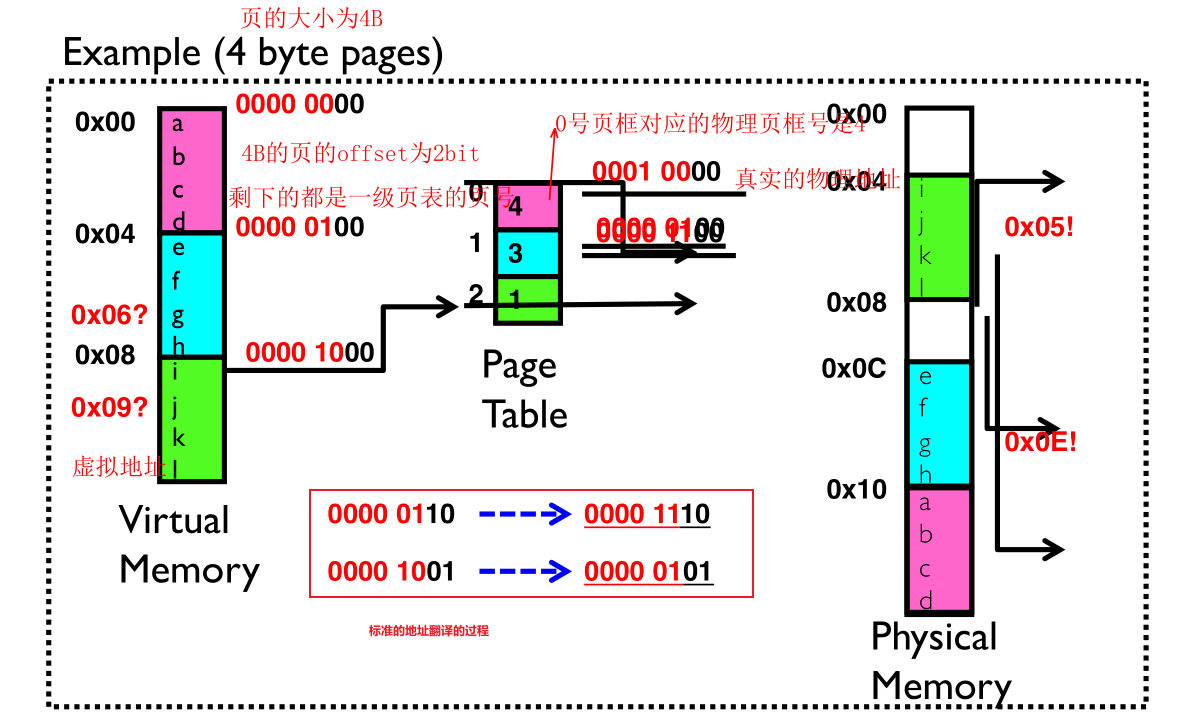 页的大小为4B
Example (4 byte pages)
0x00
a
b
c
d
0x04
e
f
g
h
0x06?
0x08
i
j
k
l
0x09?
虚拟地址
Virtual
Memory
0000 0000
4B的页的offset为2bit
剩下的都是一级页表的页号
0000 0100
0000 1000
0号页框对应的物理页框号是4
0
4
1
3
2
1
Page
Table
0001 0000
真实的物理地址
0000 0100
0000 1100
0000 0110
0000 1110
0000 1001
0000 0101
标准的地址翻译的过程
0x00
0x04
i
j
k
l
0x05!
0x08
0x0C
e
f
g
h
0x0E!
0x10
a
b
c
d
Physical
Memory